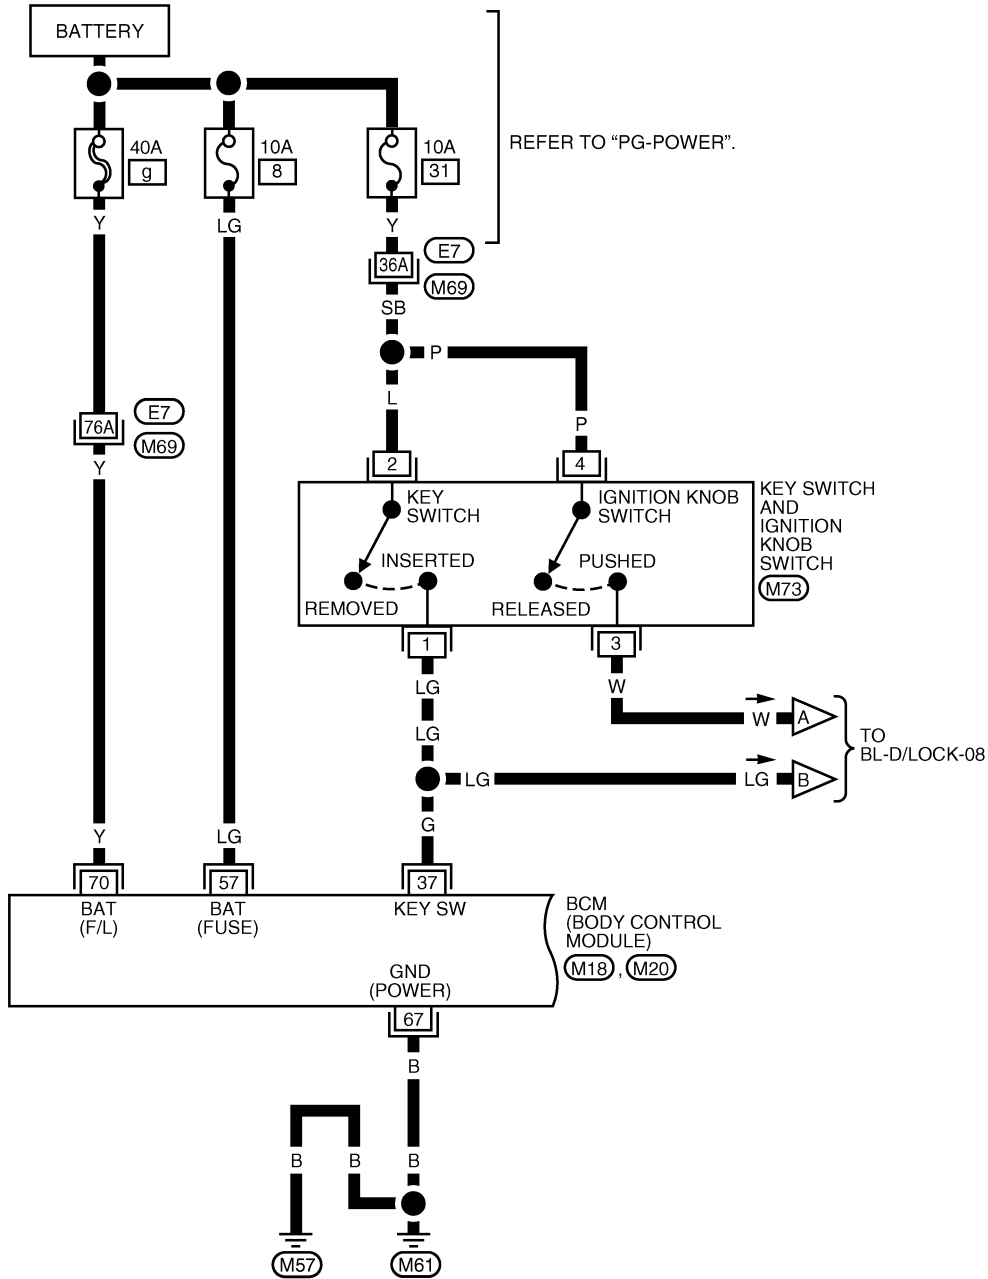 BATTERY
40A
g
10A
8
10A
31
REFER TO “PG-POWER”.
Y
LG
Y
36A
E7
M69
SB
P
L
P
76A
E7
M69
Y
2
4
KEY
SWITCH
IGNITION KNOB
SWITCH
INSERTED
PUSHED
REMOVED
RELEASED
KEY SWITCH
AND
IGNITION
KNOB
SWITCH
M73
1
3
LG
W
LG
W
A
TO
BL-D/LOCK-08
LG
LG
B
G
Y
LG
70
57
37
BAT
(F/L)
BAT
(FUSE)
KEY SW
BCM
(BODY CONTROL
MODULE)
M18 , M20
GND
(POWER)
67
B
B
B
B
M57
M61